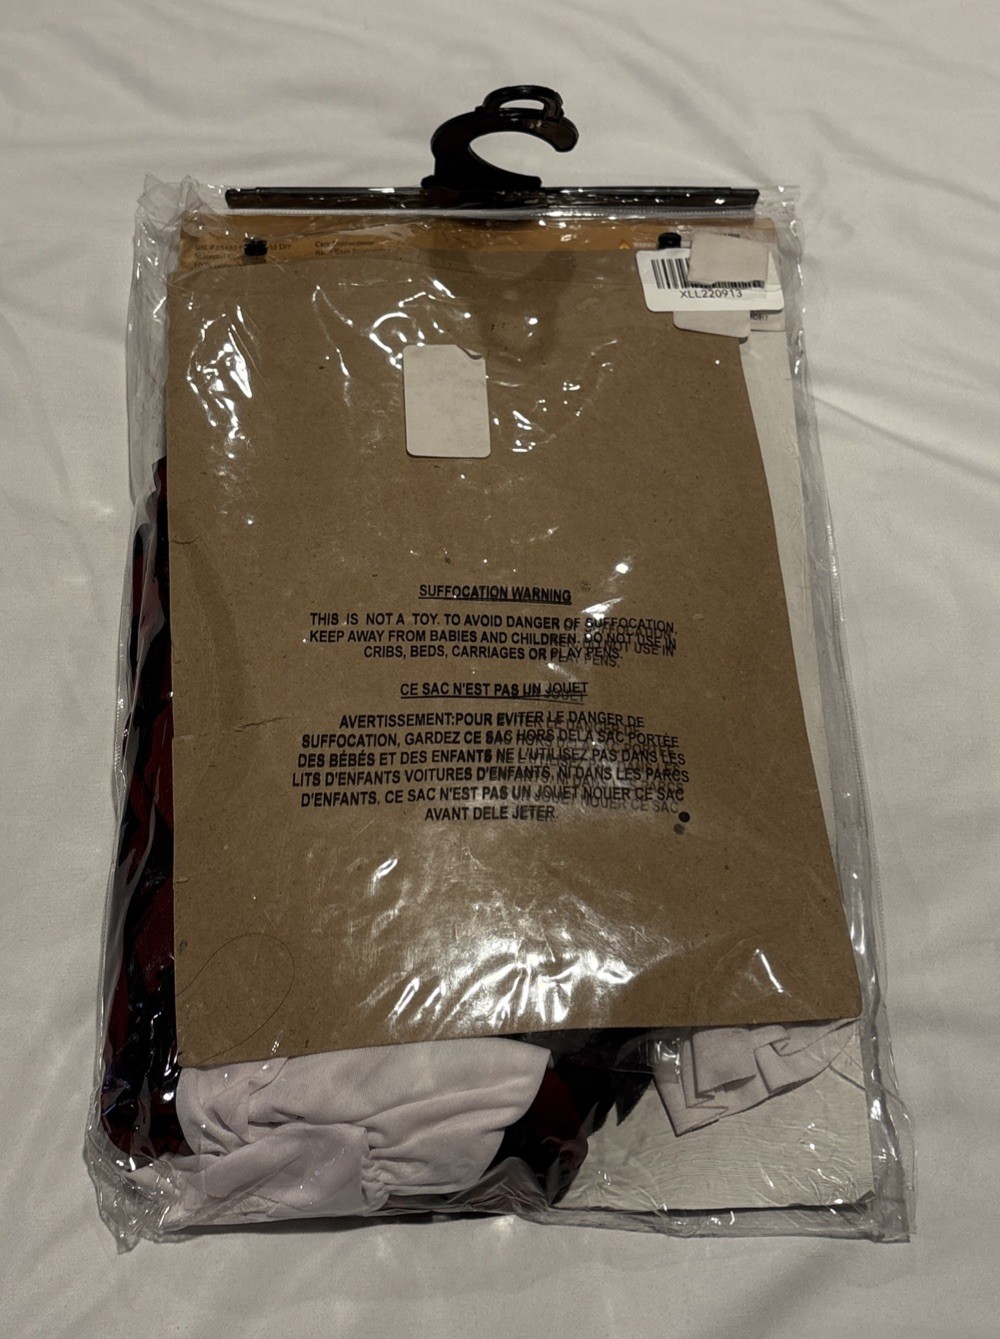 Care Instructions:
XLL220913
SUFFOCATION WARNING
THIS IS NOT A TOY. TO AVOID DANGER OF SUFFOCATION,
KEEP AWAY FROM BABIES AND CHILDREN. DO NOT USE IN
CRIBS, BEDS, CARRIAGES OR PLAY PENS.
CE SAC N'EST PAS UN JOUET
AVERTISSEMENT:POUR EVITER LE DANGER DE
SUFFOCATION, GARDEZ CE SAC HORS DELA SAC PORTÉE
DES BÉBÉS ET DES ENFANTS NE L'UTILISEZ PAS DANS LES
LITS D'ENFANTS VOITURES D'ENFANTS. NI DANS LES PARCS
D'ENFANTS. CE SAC N'EST PAS UN JOUET NOUER CE SAC
AVANT DELE JETER.